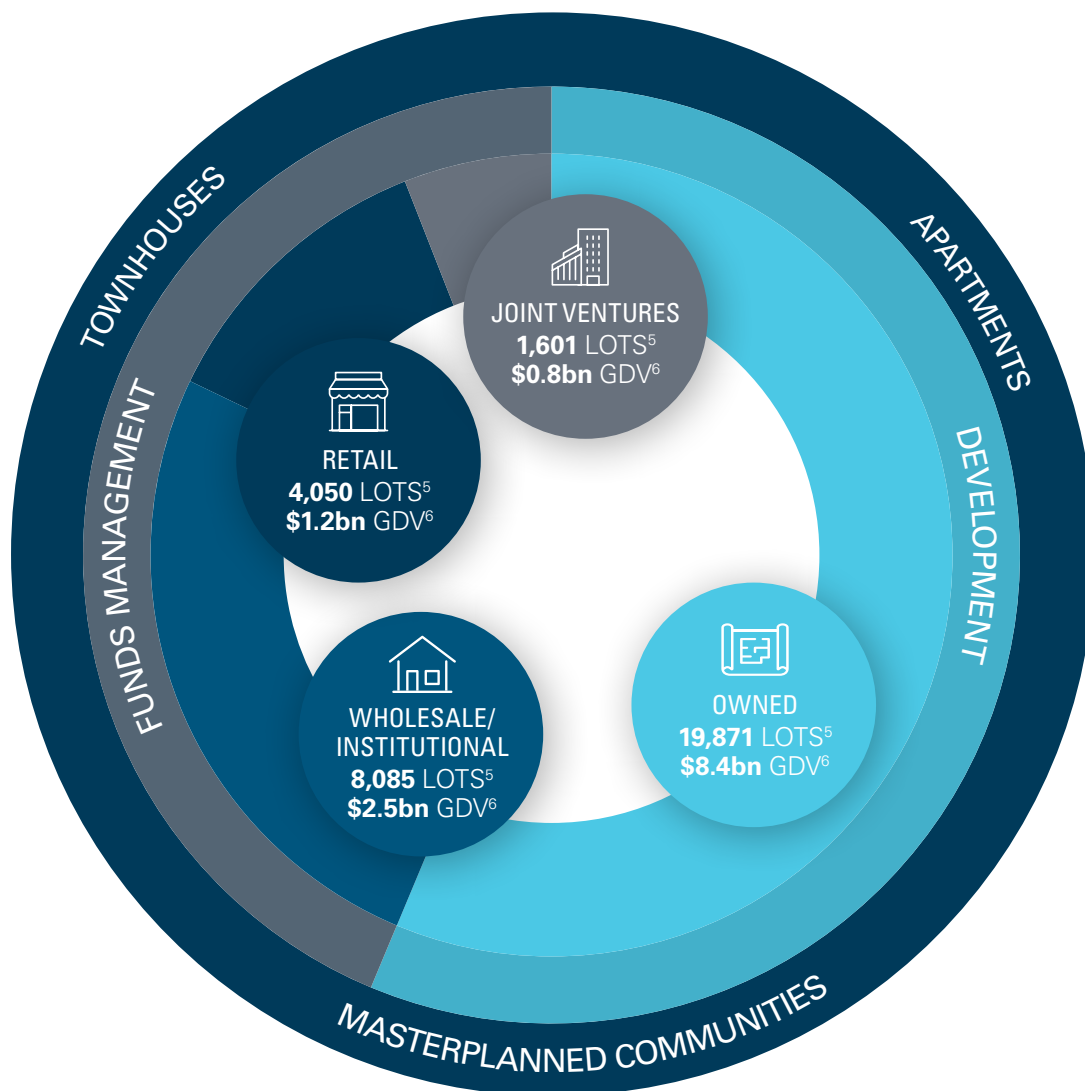 TOWNHOUSES
APARTMENTS
FUNDS MANAGEMENT
DEVELOPMENT
MASTERPLANNED COMMUNITIES
JOINT VENTURES
1,601 LOTS⁵
$0.8bn GDV⁶
RETAIL
4,050 LOTS⁵
$1.2bn GDV⁶
WHOLESALE/
INSTITUTIONAL
8,085 LOTS⁵
$2.5bn GDV⁶
OWNED
19,871 LOTS⁵
$8.4bn GDV⁶